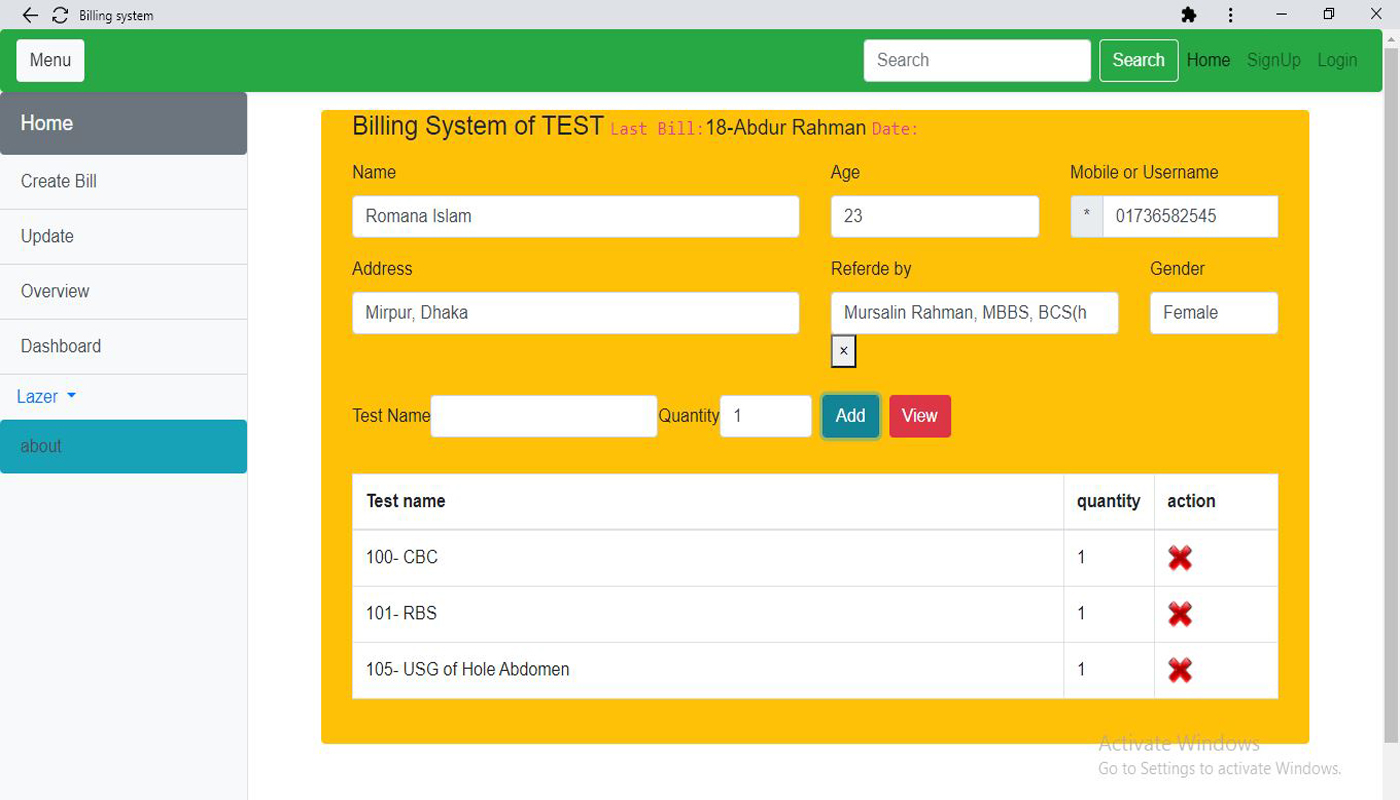 Billing system
Menu
Search Search Home SignUp Login
Home
Create Bill
Update
Overview
Dashboard
Lazer
about
Billing System of TEST Last Bill:18-Abdur Rahman Date:
Name Age Mobile or Username
Romana Islam 23 * 01736582545
Address Referde by Gender
Mirpur, Dhaka Mursalin Rahman, MBBS, BCS(h Female
×
Test Name Quantity 1 Add View
Test name quantity action
100- CBC 1
101- RBS 1
105- USG of Hole Abdomen 1
Activate Windows
Go to Settings to activate Windows.